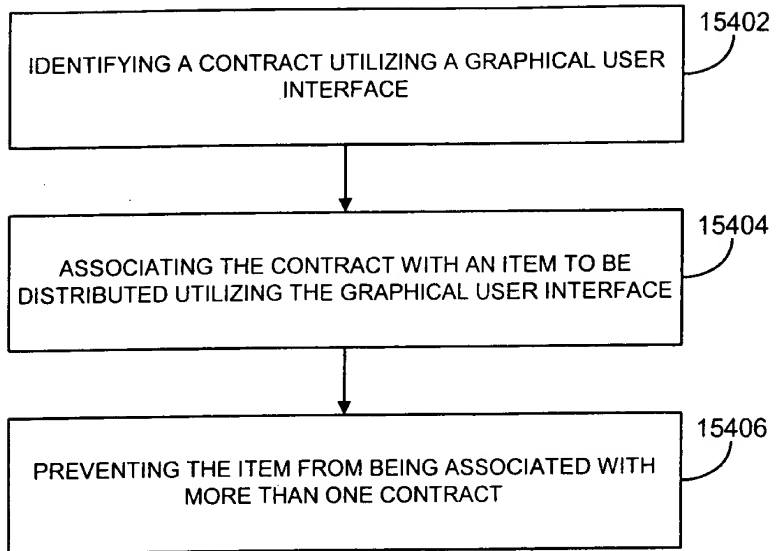 15402
IDENTIFYING A CONTRACT UTILIZING A GRAPHICAL USER
INTERFACE
15404
ASSOCIATING THE CONTRACT WITH AN ITEM TO BE
DISTRIBUTED UTILIZING THE GRAPHICAL USER INTERFACE
15406
PREVENTING THE ITEM FROM BEING ASSOCIATED WITH
MORE THAN ONE CONTRACT